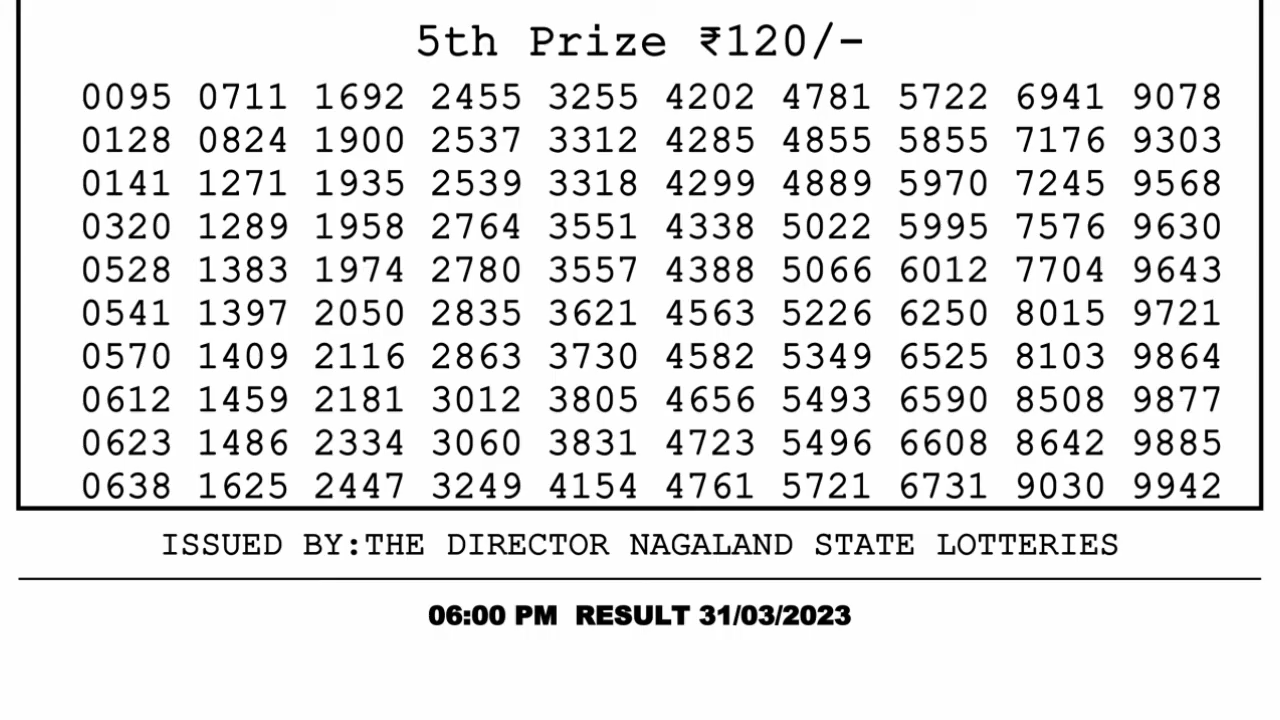 5th Prize ₹120/-
0095 0711 1692 2455 3255 4202 4781 5722 6941 9078
0128 0824 1900 2537 3312 4285 4855 5855 7176 9303
0141 1271 1935 2539 3318 4299 4889 5970 7245 9568
0320 1289 1958 2764 3551 4338 5022 5995 7576 9630
0528 1383 1974 2780 3557 4388 5066 6012 7704 9643
0541 1397 2050 2835 3621 4563 5226 6250 8015 9721
0570 1409 2116 2863 3730 4582 5349 6525 8103 9864
0612 1459 2181 3012 3805 4656 5493 6590 8508 9877
0623 1486 2334 3060 3831 4723 5496 6608 8642 9885
0638 1625 2447 3249 4154 4761 5721 6731 9030 9942
ISSUED BY:THE DIRECTOR NAGALAND STATE LOTTERIES
06:00 PM RESULT 31/03/2023